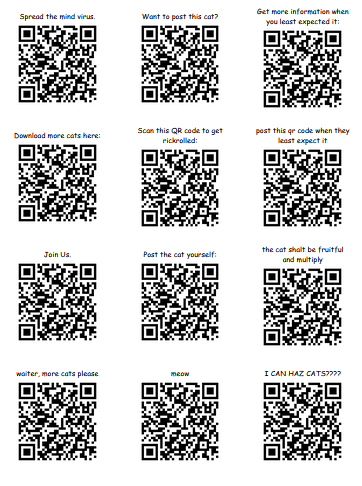 Spread the mind virus.
Want to post this cat?
Get more information when
you least expected it:
Download more cats here:
Scan this QR code to get
rickrolled:
post this qr code when they
least expect it
Join Us.
Post the cat yourself:
the cat shalt be fruitful
and multiply
waiter, more cats please
meow
I CAN HAZ CATS????